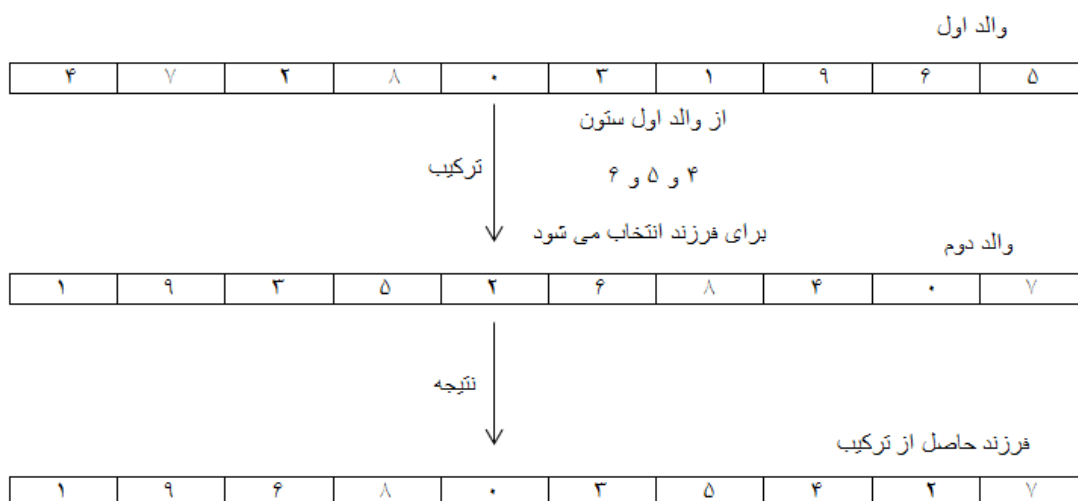 والد اول
۴ ۷ ۲ ۸ ۰ ۳ ۱ ۹ ۶ ۵
از والد اول ستون
۴ و ۵ و ۶
ترکیب
برای فرزند انتخاب می شود
والد دوم
۱ ۹ ۳ ۵ ۲ ۶ ۸ ۴ ۰ ۷
نتیجه
فرزند حاصل از ترکیب
۱ ۹ ۶ ۸ ۰ ۳ ۵ ۴ ۲ ۷